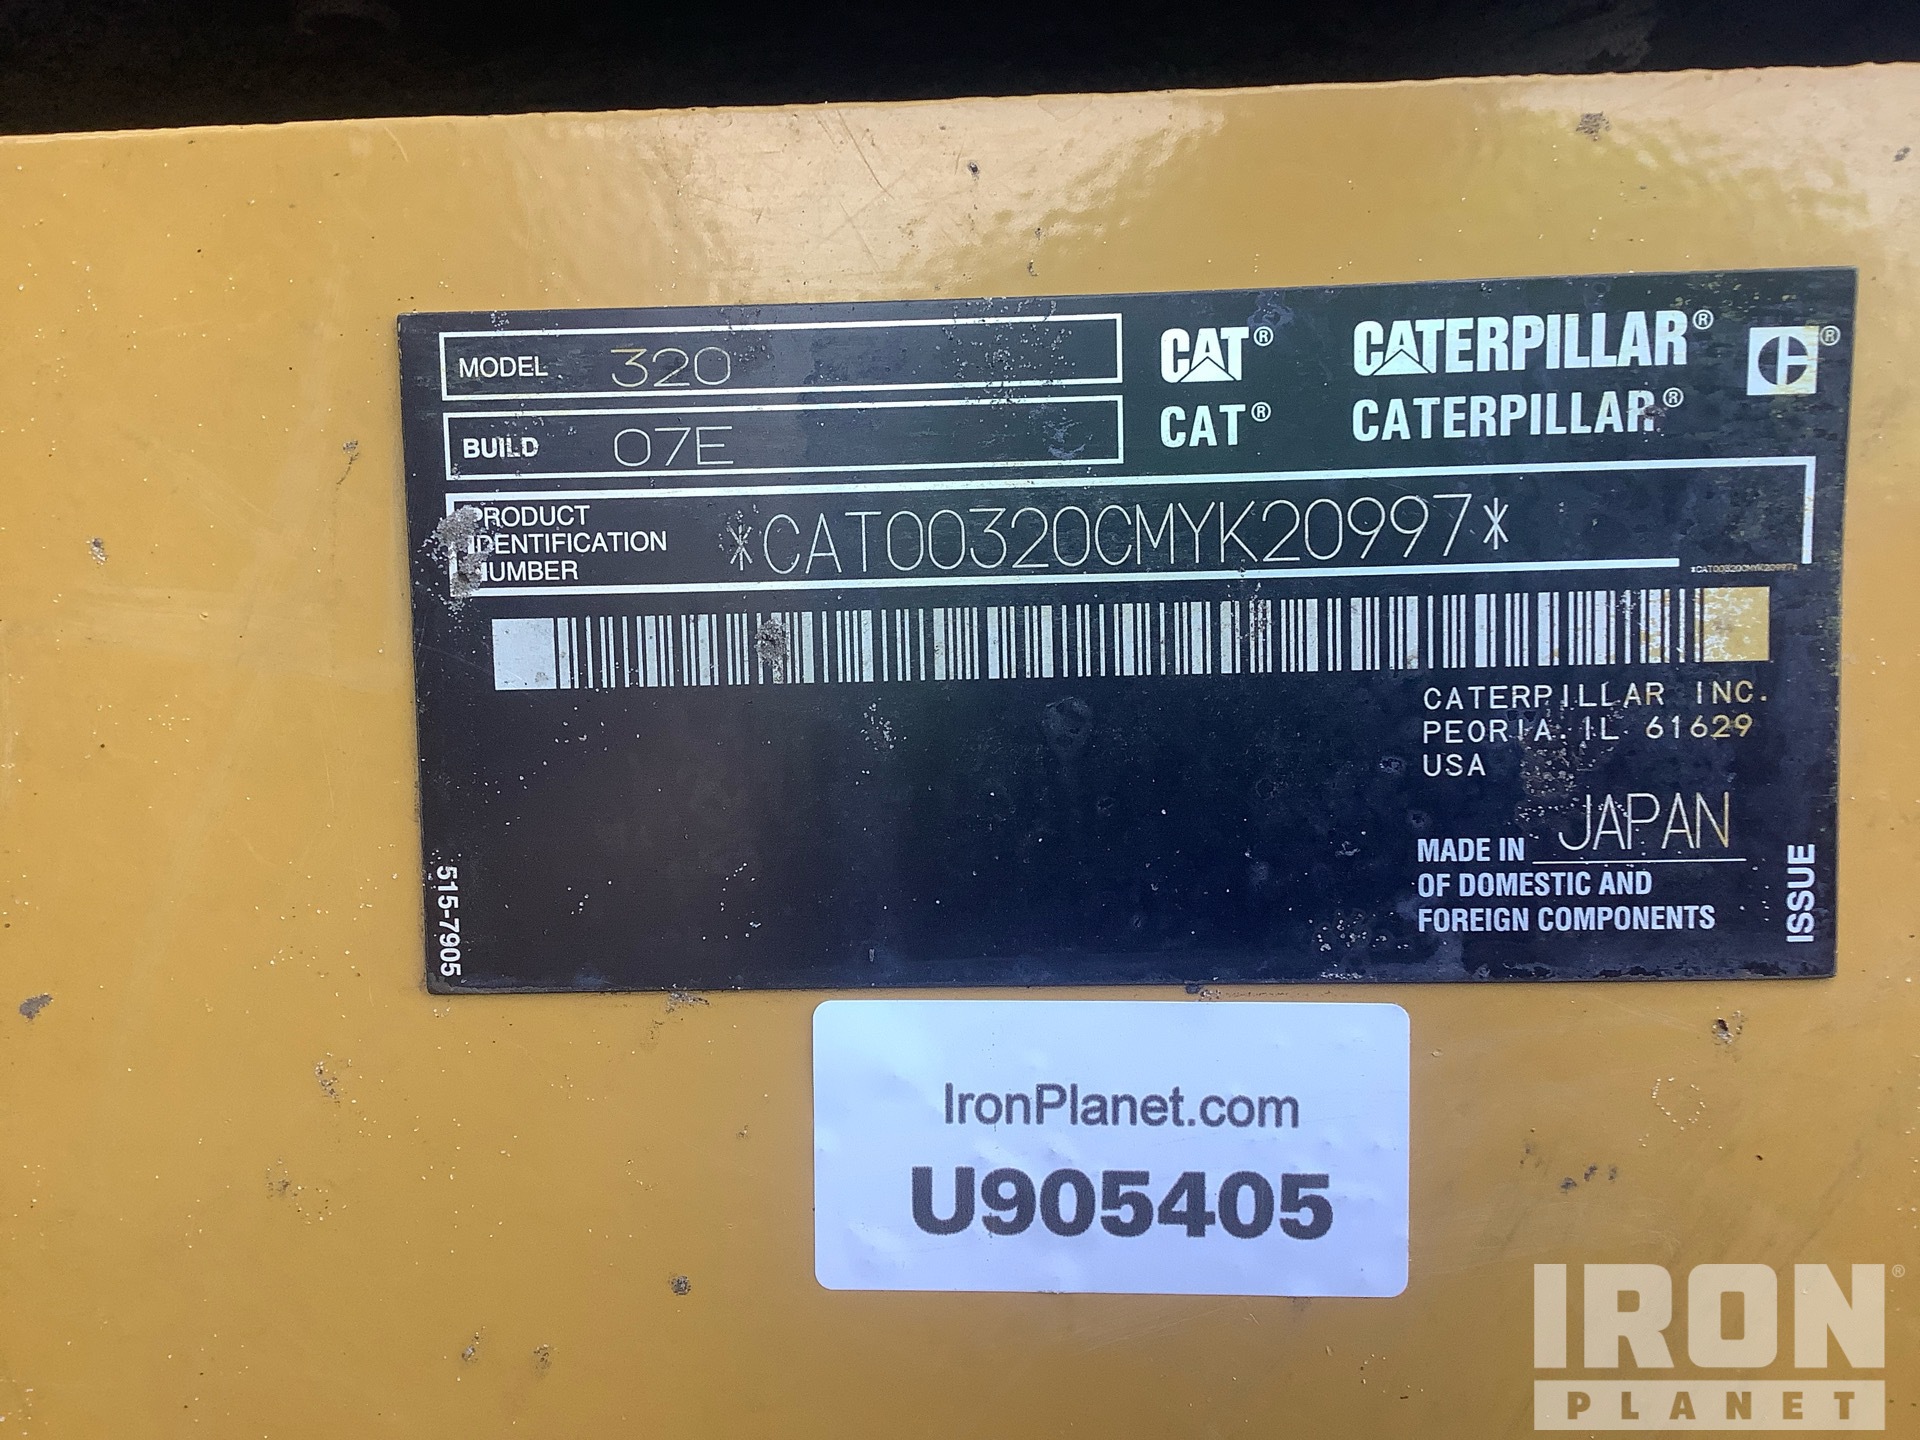 MODEL 320
BUILD 07E
CAT® CATERPILLAR® ®
CAT® CATERPILLAR®
PRODUCT
IDENTIFICATION
NUMBER
*CAT00320CMYK20997*
*CAT00320CMYK20997*
CATERPILLAR INC.
PEORIA. IL 61629
USA
MADE IN JAPAN
OF DOMESTIC AND
FOREIGN COMPONENTS
515-7905
ISSUE
IronPlanet.com
U905405
IRON®
PLANET